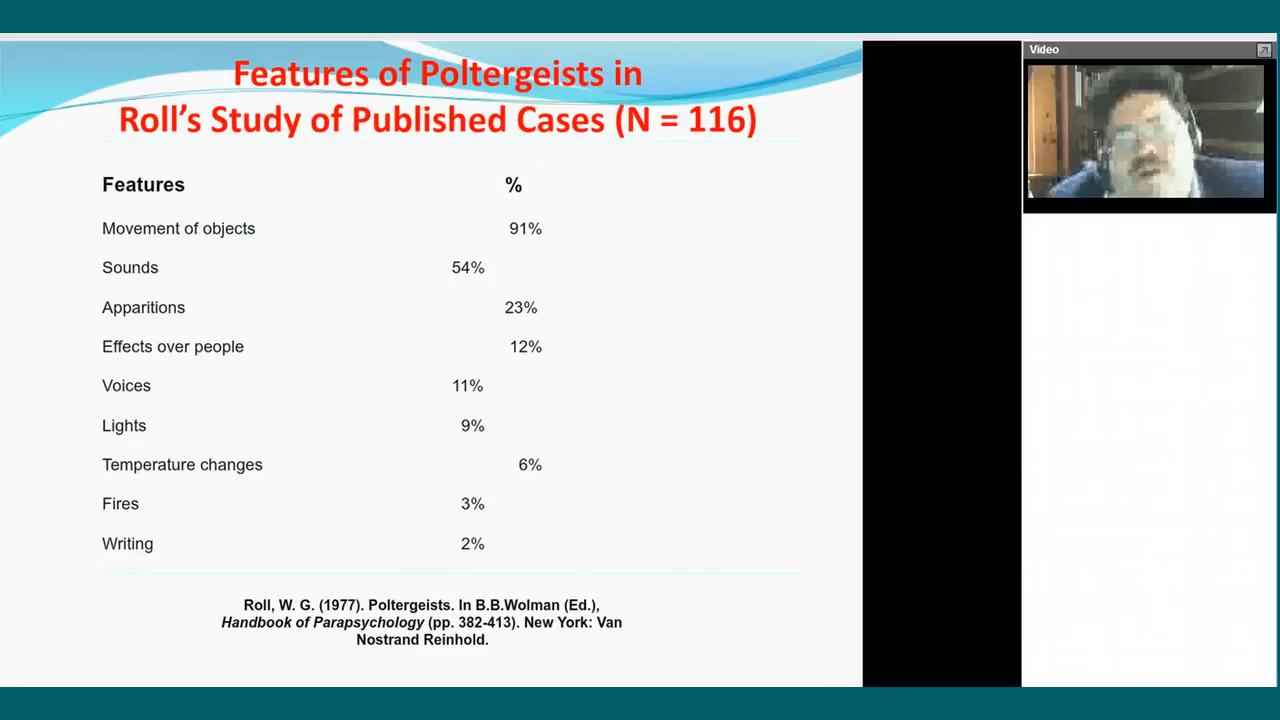 Features of Poltergeists in
Roll's Study of Published Cases (N = 116)
Features %
Movement of objects 91%
Sounds 54%
Apparitions 23%
Effects over people 12%
Voices 11%
Lights 9%
Temperature changes 6%
Fires 3%
Writing 2%
Roll, W. G. (1977). Poltergeists. In B.B.Wolman (Ed.),
Handbook of Parapsychology (pp. 382-413). New York: Van
Nostrand Reinhold.
Video